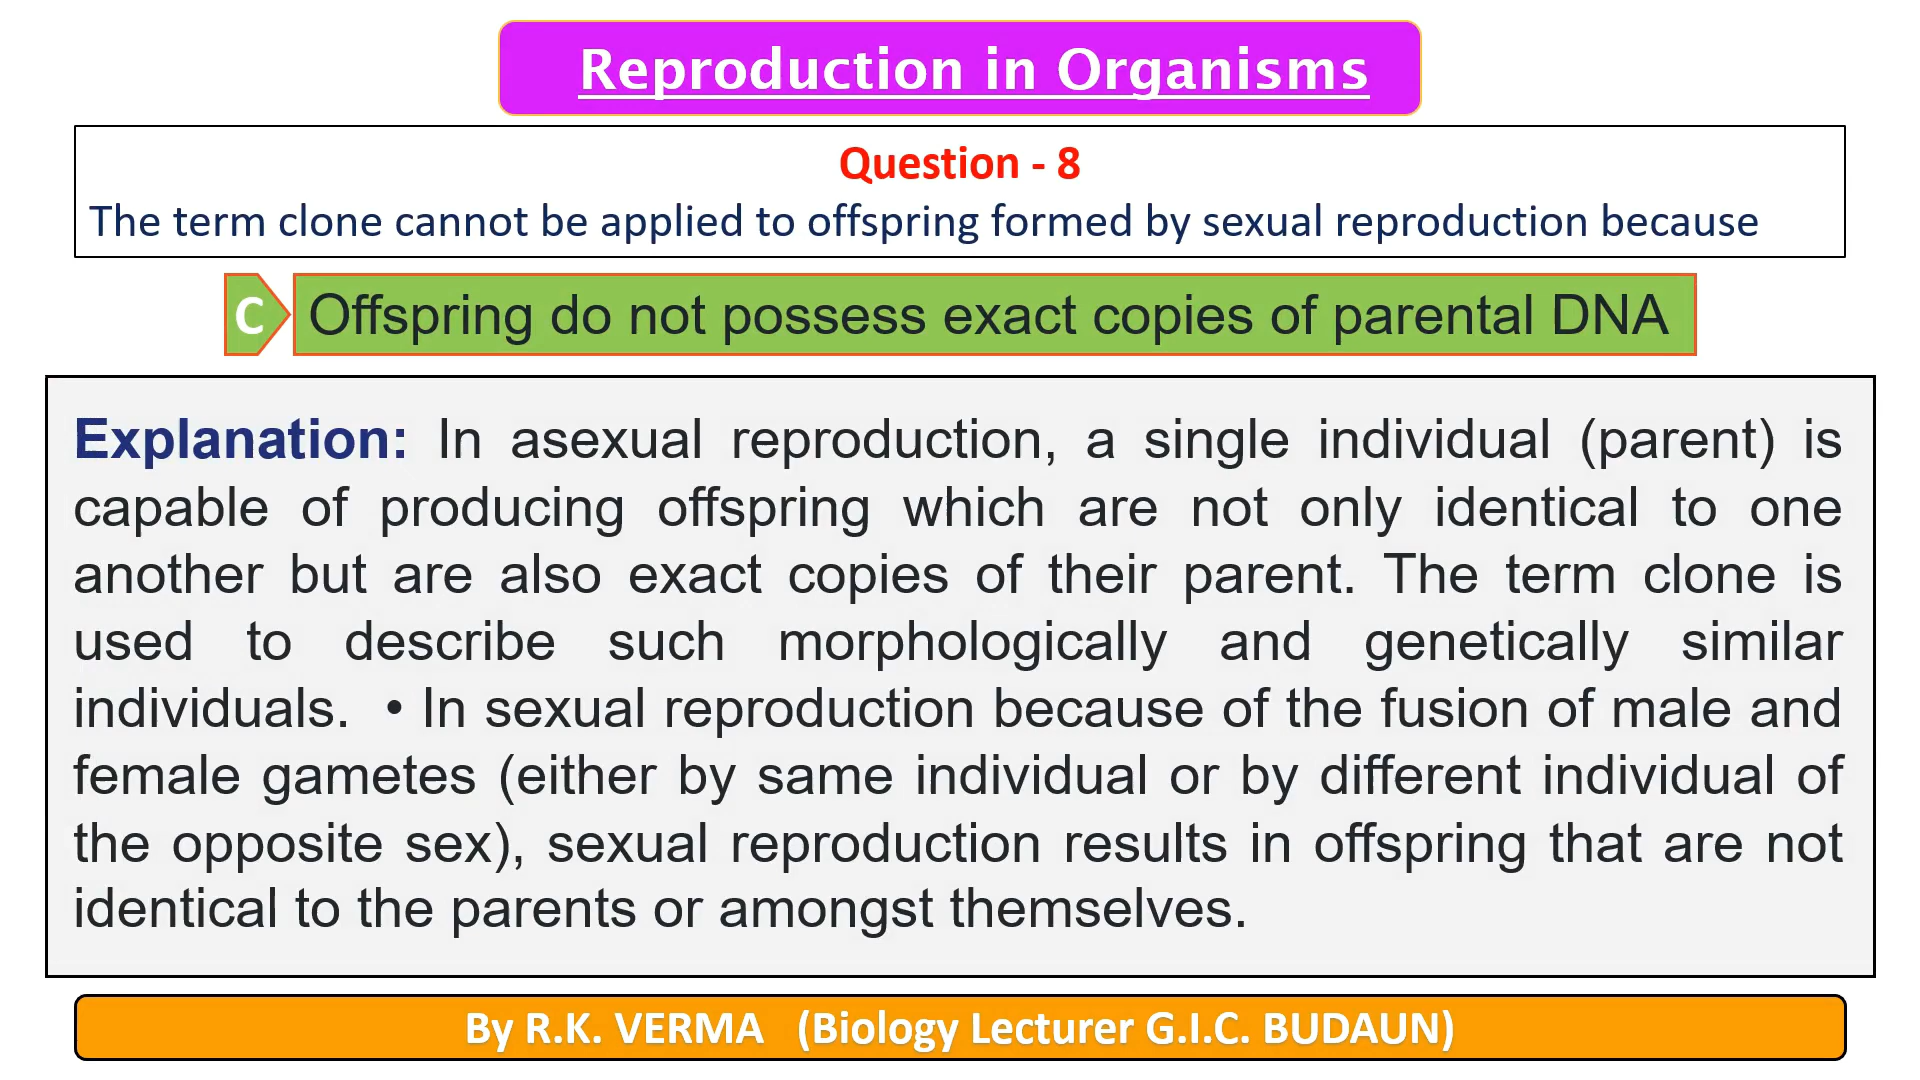 Reproduction in Organisms
Question - 8
The term clone cannot be applied to offspring formed by sexual reproduction because
C Offspring do not possess exact copies of parental DNA
Explanation: In asexual reproduction, a single individual (parent) is
capable of producing offspring which are not only identical to one
another but are also exact copies of their parent. The term clone is
used to describe such morphologically and genetically similar
individuals. • In sexual reproduction because of the fusion of male and
female gametes (either by same individual or by different individual of
the opposite sex), sexual reproduction results in offspring that are not
identical to the parents or amongst themselves.
By R.K. VERMA (Biology Lecturer G.I.C. BUDAUN)